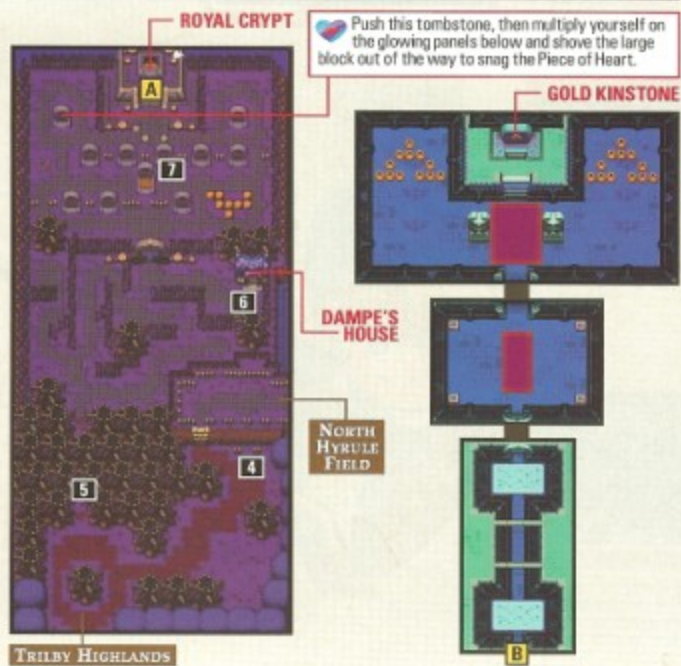 ROYAL CRYPT
Push this tombstone, then multiply yourself on
the glowing panels below and shove the large
block out of the way to snag the Piece of Heart.
A
GOLD KINSTONE
7
6
DAMPE'S
HOUSE
NORTH
HYRULE
FIELD
4
5
TRILBY HIGHLANDS
B